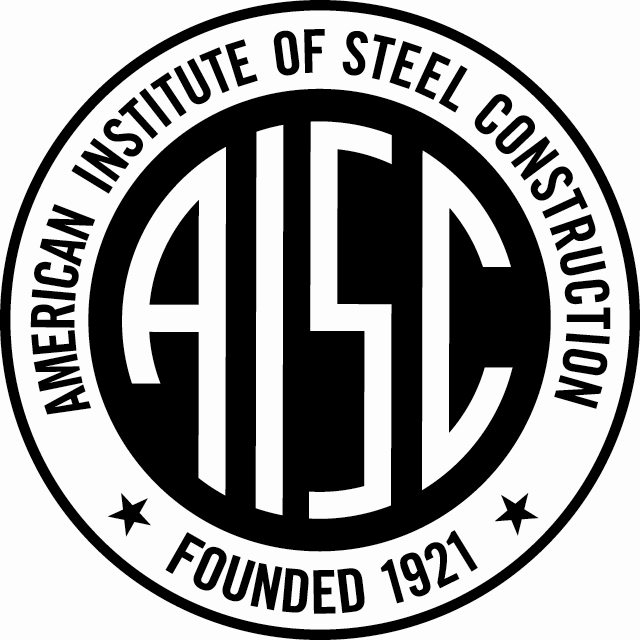 AMERICAN INSTITUTE OF STEEL CONSTRUCTION
AISC
FOUNDED 1921